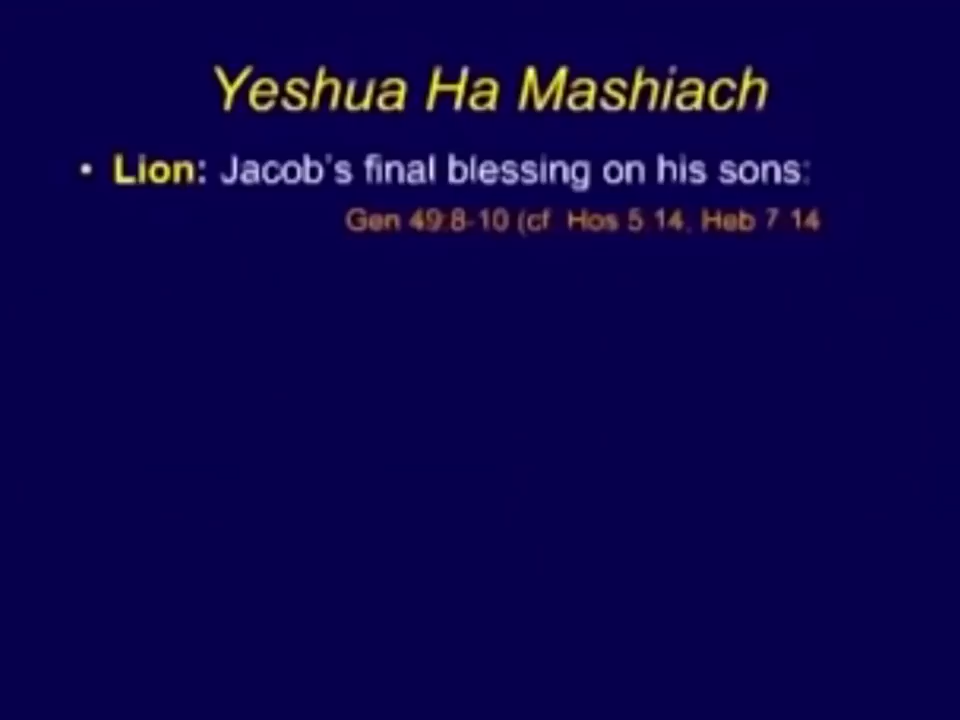 Yeshua Ha Mashiach
• Lion: Jacob's final blessing on his sons:
Gen 49:8-10 (cf. Hos 5:14, Heb 7:14